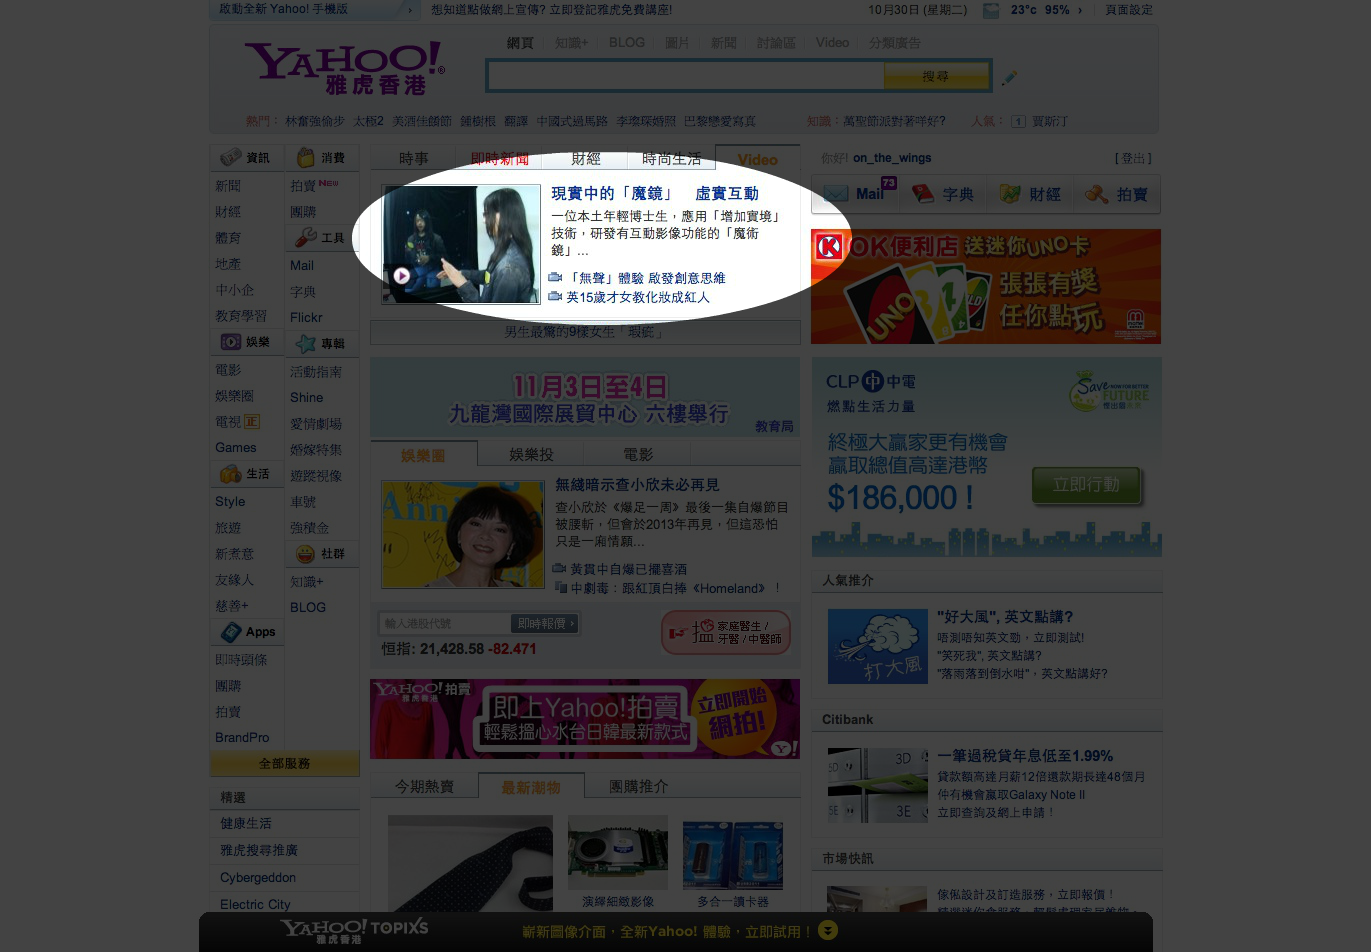 啟動全新 Yahoo! 手機版 ›
想知道點做網上宣傳? 立即登記雅虎免費講座!
10月30日 (星期二)
23°c 95% ›
頁面設定
YAHOO!
雅虎香港
網頁 知識+ BLOG 圖片 新聞 討論區 Video 分類廣告
搜尋
熱門： 林奮強偷步 太極2 美酒佳餚節 鍾樹根 翻譯 中國式過馬路 李璨琛婚照 巴黎戀愛寫真
知識：萬聖節派對著咩好?
人氣： 1 賈斯汀
資訊
新聞
財經
體育
地產
中小企
教育學習
娛樂
電影
娛樂圈
電視 正
Games
生活
Style
旅遊
新煮意
友緣人
慈善+
Apps
即時頭條
團購
拍賣
BrandPro
消費
拍賣 New
團購
工具
Mail
字典
Flickr
專輯
活動指南
Shine
愛情劇場
婚嫁特集
遊蹤視像
車號
強積金
社群
知識+
BLOG
全部服務
精選
健康生活
雅虎搜尋推廣
Cybergeddon
Electric City
時事 即時新聞 財經 時尚生活 Video
現實中的「魔鏡」 虛實互動
一位本土年輕博士生，應用「增加實境」
技術，研發有互動影像功能的「魔術
鏡」...
「無聲」體驗 啟發創意思維
英15歲才女教化妝成紅人
男生最驚的9樣女生「瑕疵」
11月3日至4日
九龍灣國際展貿中心 六樓舉行
教育局
娛樂圈 娛樂投 電影
無綫暗示查小欣未必再見
查小欣於《爆足一周》最後一集自爆節目
被腰斬，但會於2013年再見，但這恐怕
只是一廂情願...
黃貫中自爆已擺喜酒
中劇毒：跟紅頂白捧《Homeland》！
輸入港股代號
即時報價 ›
恒指: 21,428.58 -82.471
搵 家庭醫生 /
牙醫 / 中醫師
YAHOO! 拍賣
雅虎香港
即上Yahoo!拍賣
輕鬆搵心水台日韓最新款式
立即開始
網拍!
Y!
今期熱賣 最新潮物 團購推介
演繹細緻影像
多合一讀卡器
你好! on_the_wings
[ 登出 ]
Mail 73 字典 財經 拍賣
K OK便利店 送迷你UNO卡
張張有獎
任你點玩
UNO
CLP 中 中電
燃點生活力量
Save
FUTURE
終極大贏家更有機會
贏取總值高達港幣
$186,000 !
立即行動
人氣推介
打大風
"好大風", 英文點講?
唔測唔知英文勁，立即測試!
"笑死我", 英文點講?
"落雨落到倒水咁"，英文點講好?
Citibank
3D 3D
5E 3E
一筆過稅貸年息低至1.99%
貸款額高達月薪12倍還款期長達48個月
仲有機會贏取Galaxy Note II
立即查詢及網上申請！
市場快訊
傢俬設計及訂造服務，立即報價！
YAHOO! TOPIXS
雅虎香港
嶄新圖像介面，全新Yahoo! 體驗，立即試用！